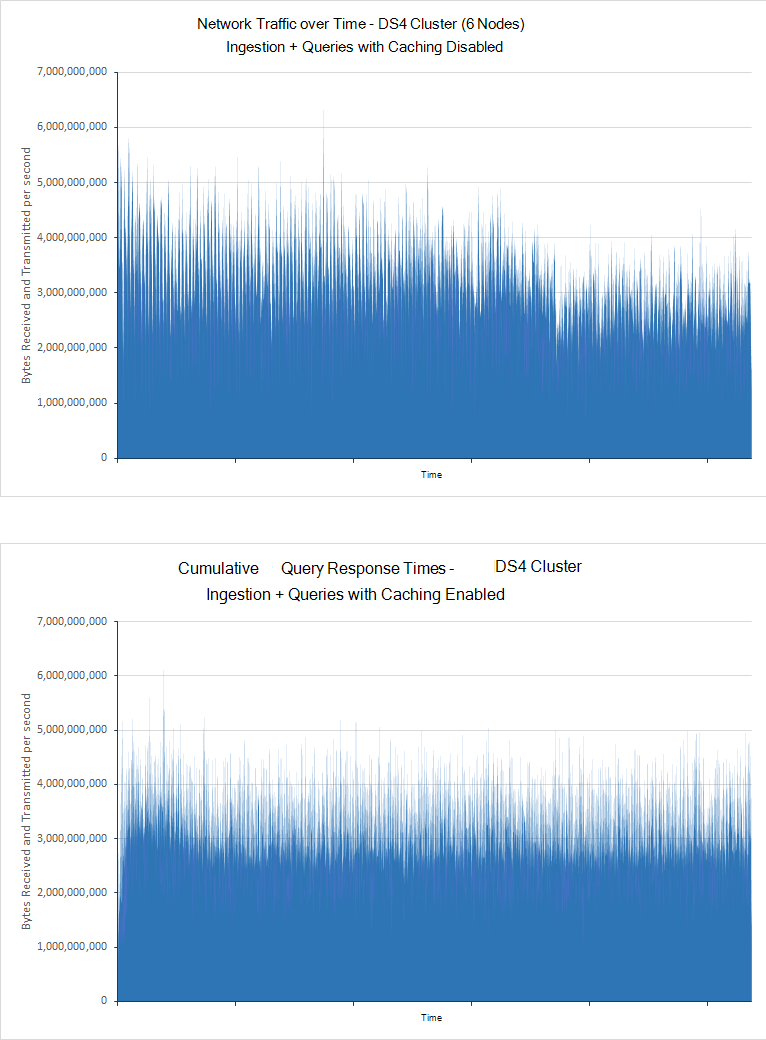 Network Traffic over Time - DS4 Cluster (6 Nodes)
Ingestion + Queries with Caching Disabled
7,000,000,000
6,000,000,000
5,000,000,000
4,000,000,000
3,000,000,000
2,000,000,000
1,000,000,000
0
Bytes Received and Transmitted per second
Time
Cumulative Query Response Times - DS4 Cluster
Ingestion + Queries with Caching Enabled
7,000,000,000
6,000,000,000
5,000,000,000
4,000,000,000
3,000,000,000
2,000,000,000
1,000,000,000
0
Bytes Received and Transmitted per second
Time